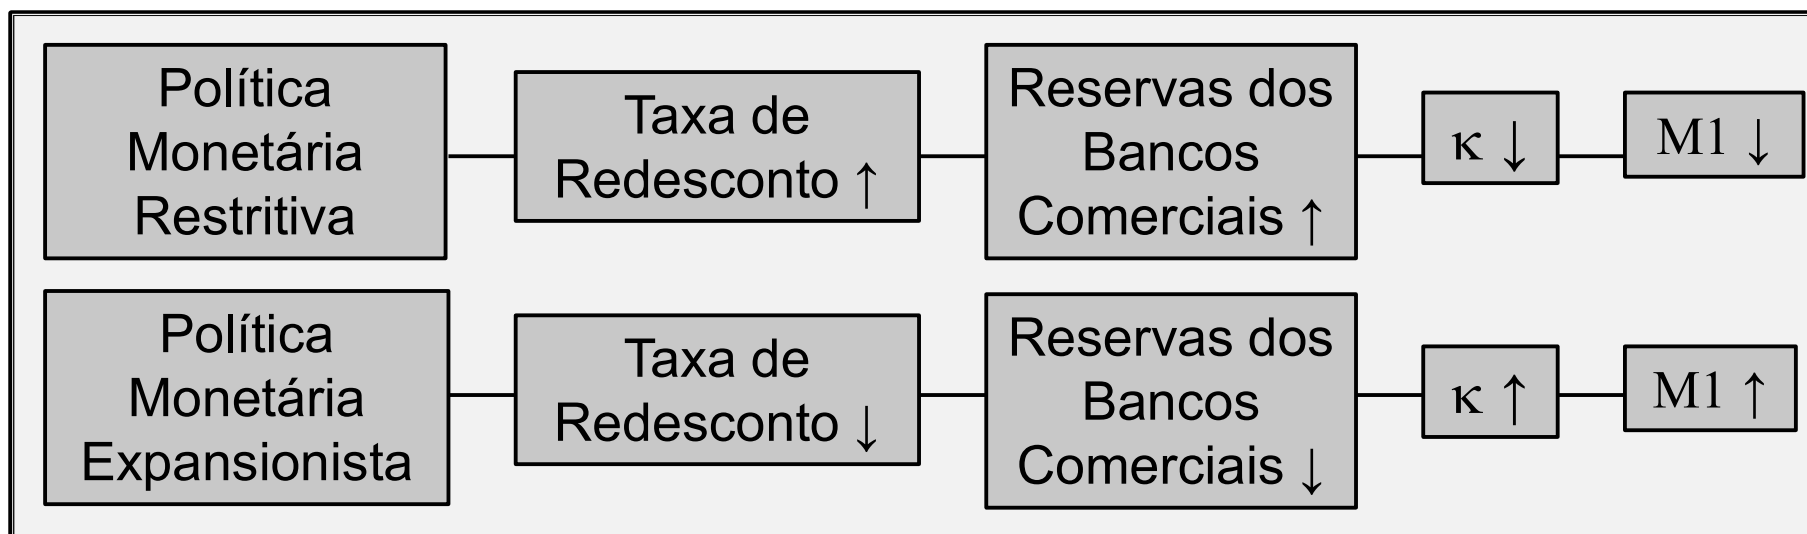 Política
Monetária
Restritiva
Taxa de
Redesconto ↑
Reservas dos
Bancos
Comerciais ↑
κ ↓
M1 ↓
Política
Monetária
Expansionista
Taxa de
Redesconto ↓
Reservas dos
Bancos
Comerciais ↓
κ ↑
M1 ↑